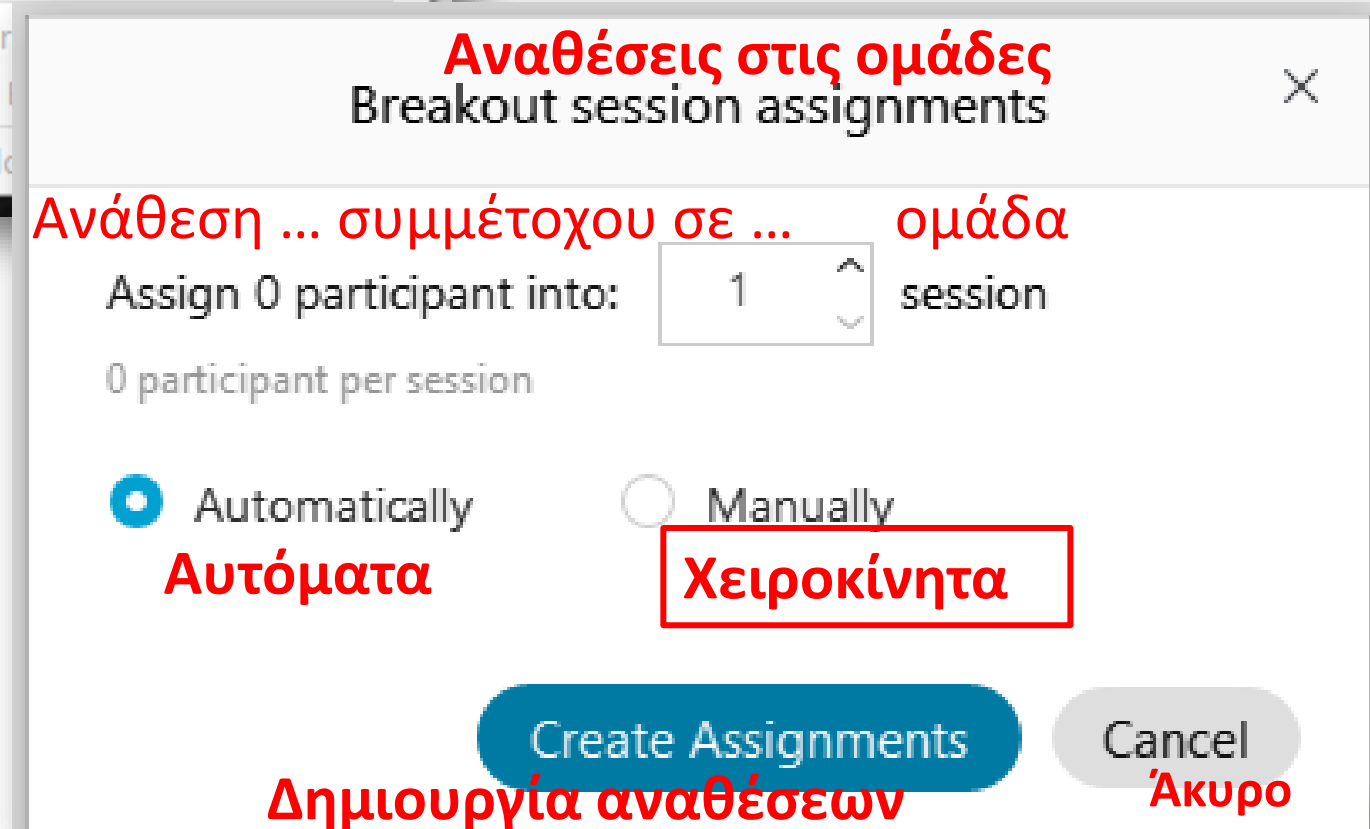 Αναθέσεις στις ομάδες
Breakout session assignments
Ανάθεση ... συμμέτοχου σε ... ομάδα
Assign 0 participant into: 1 session
0 participant per session
Automatically Manually
Αυτόματα Χειροκίνητα
Create Assignments Cancel
Δημιουργία αναθέσεων Άκυρο